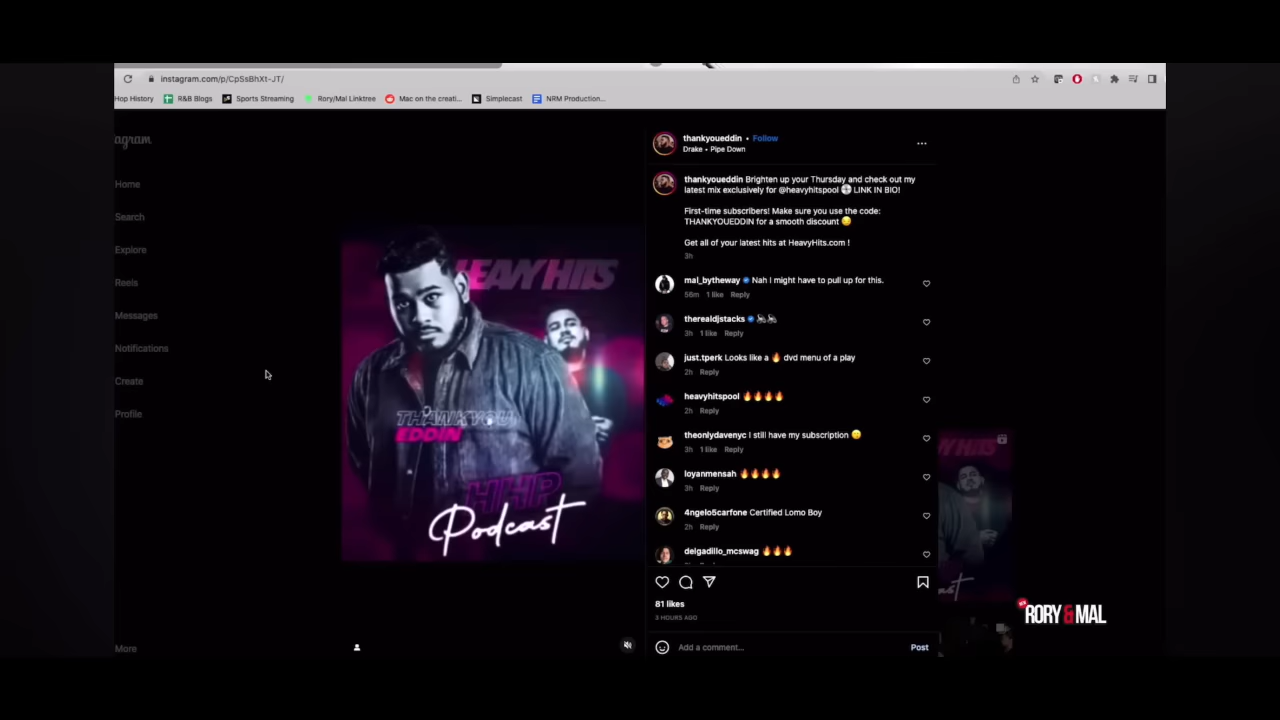 instagram.com/p/CpSsBhXt-JT/
Hop History R&B Blogs Sports Streaming Rory/Mal Linktree Mac on the creati... Simplecast NRM Production...
agram
Home
Search
Explore
Reels
Messages
Notifications
Create
Profile
More
HEAVY HITS
THANKYOU
EDDIN
HHP
Podcast
thankyoueddin • Follow
Drake • Pipe Down
thankyoueddin Brighten up your Thursday and check out my
latest mix exclusively for @heavyhitspool 💿 LINK IN BIO!
First-time subscribers! Make sure you use the code:
THANKYOUEDDIN for a smooth discount 😉
Get all of your latest hits at HeavyHits.com !
3h
mal_bytheway Nah I might have to pull up for this.
56m 1 like Reply
therealdjstacks
3h 1 like Reply
just.tperk Looks like a 🔥 dvd menu of a play
2h Reply
heavyhitspool 🔥🔥🔥🔥
2h Reply
theonlydavenyc I still have my subscription
3h 1 like Reply
loyanmensah 🔥🔥🔥🔥
3h Reply
4ngelo5carfone Certified Lomo Boy
2h Reply
delgadillo_mcswag 🔥🔥🔥
81 likes
3 HOURS AGO
Add a comment... Post
RORY & MAL